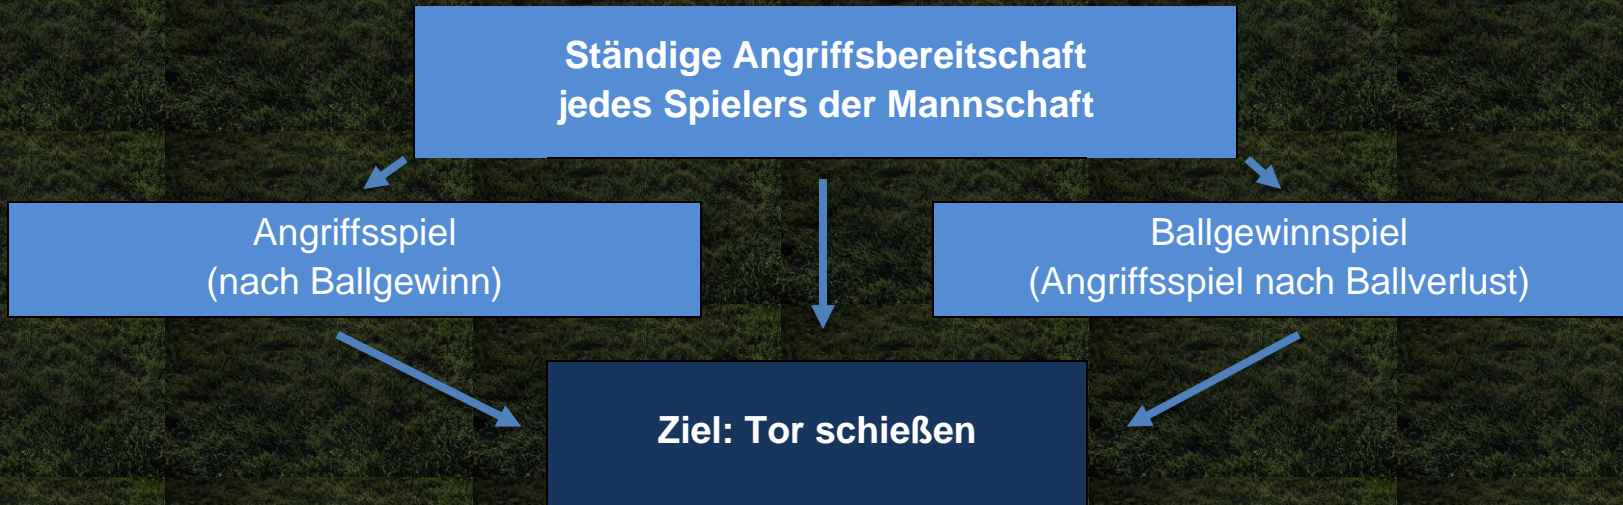 Ständige Angriffsbereitschaft
jedes Spielers der Mannschaft
Angriffsspiel
(nach Ballgewinn)
Ballgewinnspiel
(Angriffsspiel nach Ballverlust)
Ziel: Tor schießen